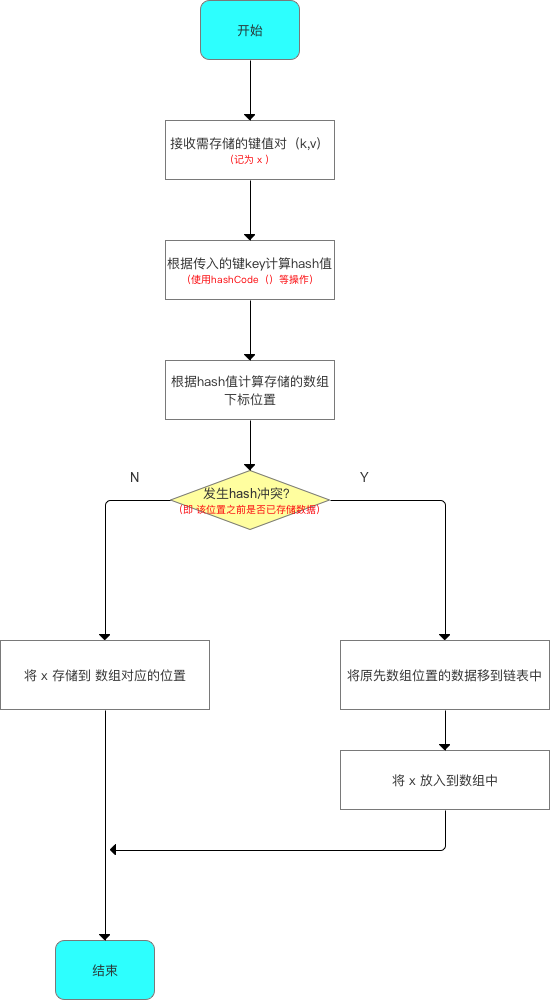 开始
接收需存储的键值对（k,v）
（记为 x ）
根据传入的键key计算hash值
（使用hashCode（）等操作）
根据hash值计算存储的数组
下标位置
N
Y
发生hash冲突？
（即 该位置之前是否已存储数据）
将 x 存储到 数组对应的位置
将原先数组位置的数据移到链表中
将 x 放入到数组中
结束